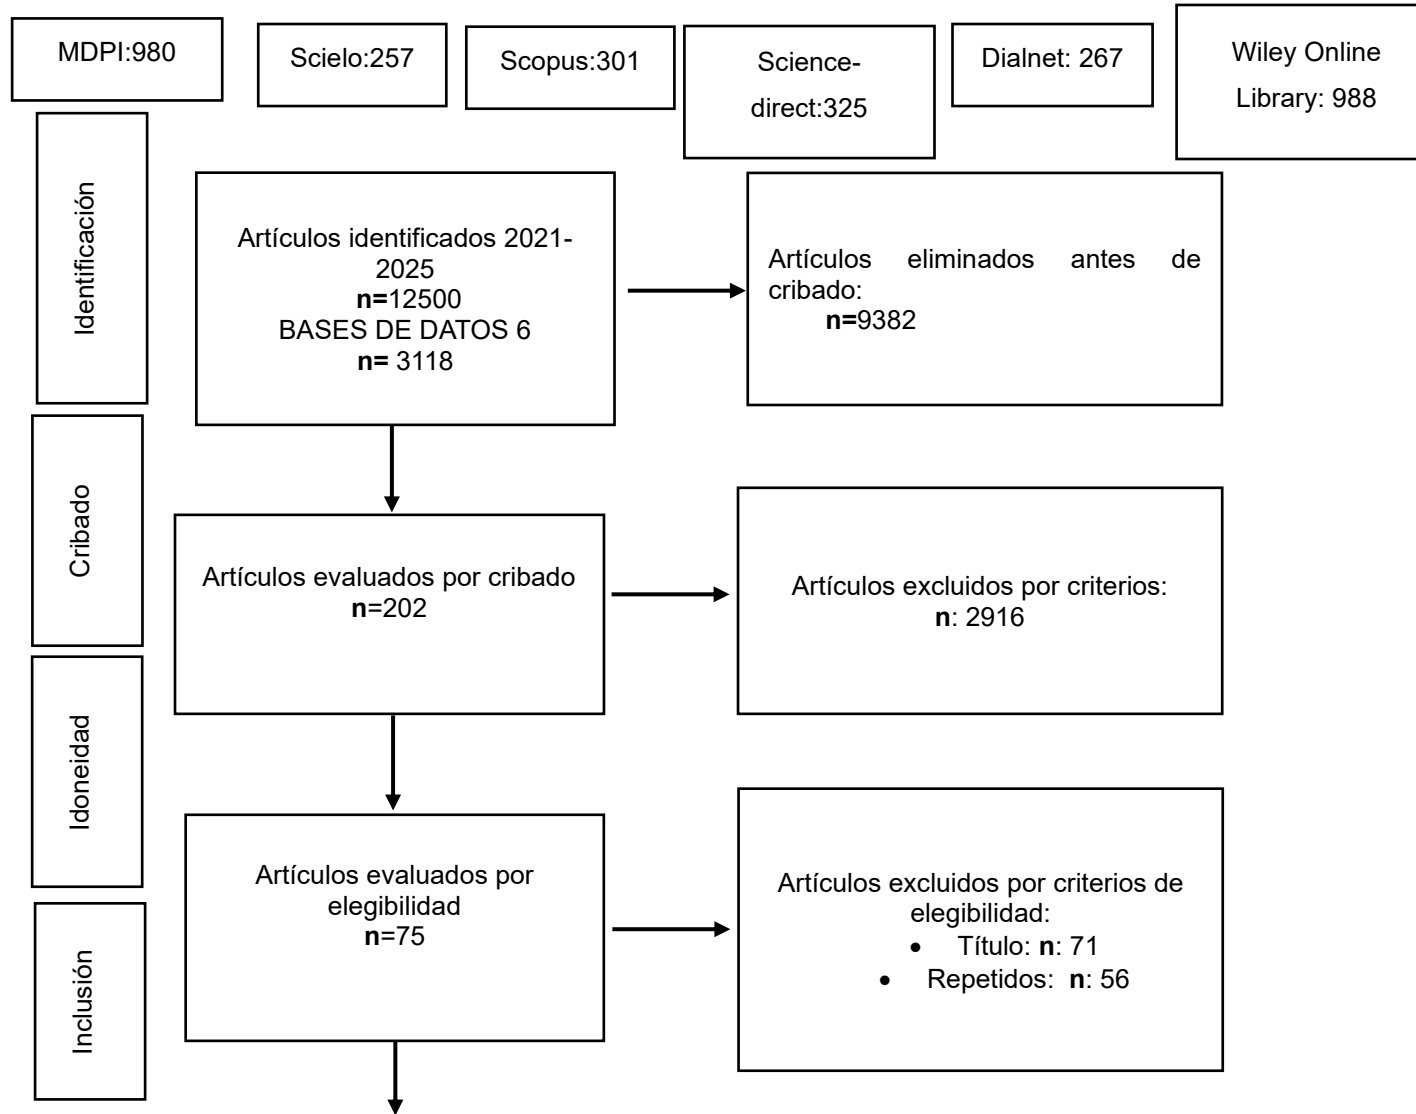 MDPI:980
Scielo:257
Scopus:301
Science-
direct:325
Dialnet: 267
Wiley Online
Library: 988
Identificación
Artículos identificados 2021-
2025
n=12500
BASES DE DATOS 6
n= 3118
Artículos eliminados antes de
cribado:
n=9382
Cribado
Artículos evaluados por cribado
n=202
Artículos excluidos por criterios:
n: 2916
Idoneidad
Artículos evaluados por
elegibilidad
n=75
Artículos excluidos por criterios de
elegibilidad:
• Título: n: 71
• Repetidos: n: 56
Inclusión